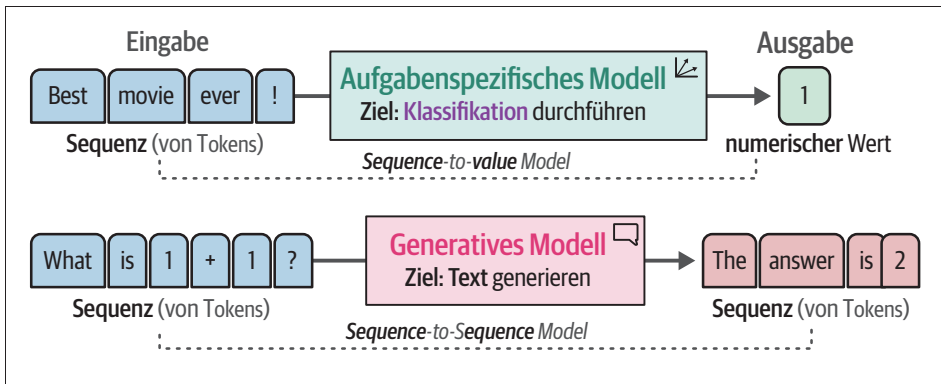 Eingabe
Ausgabe
Best movie ever !
Aufgabenspezifisches Modell
Ziel: Klassifikation durchführen
1
Sequenz (von Tokens)
numerischer Wert
Sequence-to-value Model
What is 1 + 1 ?
Generatives Modell
Ziel: Text generieren
The answer is 2
Sequenz (von Tokens)
Sequenz (von Tokens)
Sequence-to-Sequence Model